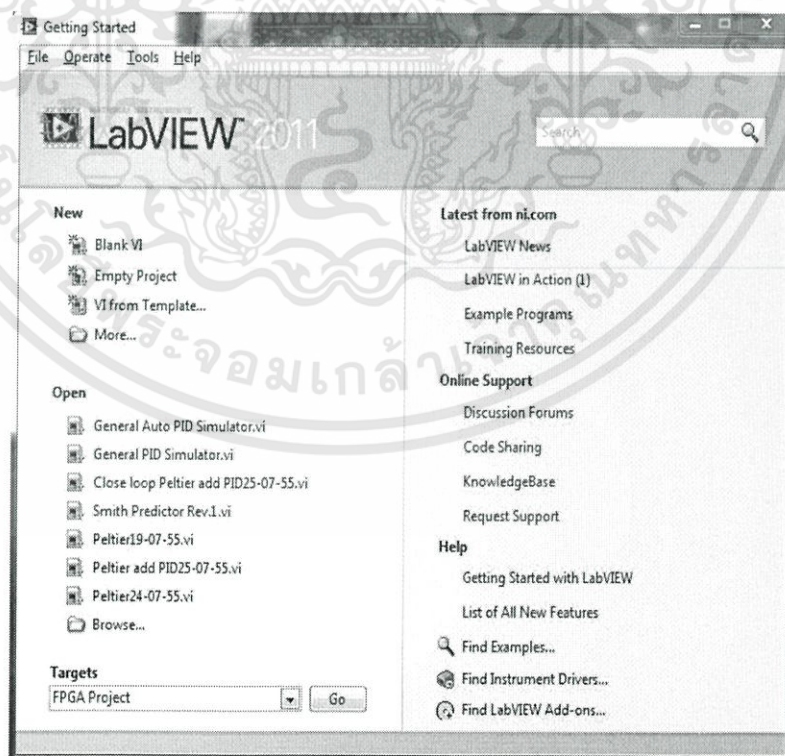 Getting Started
File Operate Tools Help
LabVIEW™ 2011
Search
New
Blank VI
Empty Project
VI from Template...
More...
Open
General Auto PID Simulator.vi
General PID Simulator.vi
Close loop Peltier add PID25-07-55.vi
Smith Predictor Rev.1.vi
Peltier19-07-55.vi
Peltier add PID25-07-55.vi
Peltier24-07-55.vi
Browse...
Targets
FPGA Project
Go
Latest from ni.com
LabVIEW News
LabVIEW in Action (1)
Example Programs
Training Resources
Online Support
Discussion Forums
Code Sharing
KnowledgeBase
Request Support
Help
Getting Started with LabVIEW
List of All New Features
Find Examples...
Find Instrument Drivers...
Find LabVIEW Add-ons...